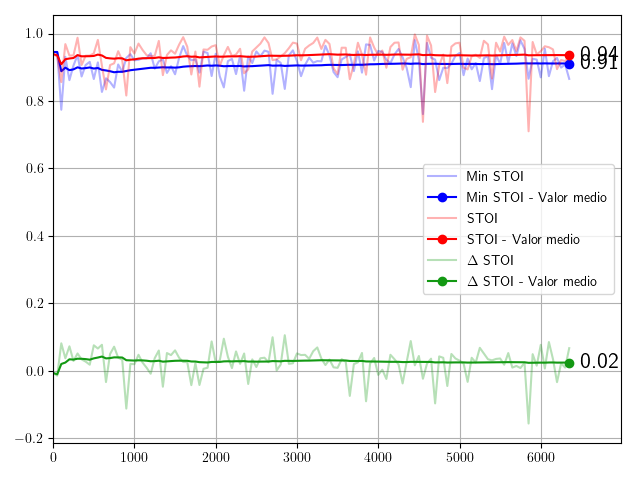 1.0
0.94
0.91
0.8
0.6
Min STOI
Min STOI - Valor medio
STOI
STOI - Valor medio
Δ STOI
Δ STOI - Valor medio
0.4
0.2
0.02
0.0
−0.2
0 1000 2000 3000 4000 5000 6000